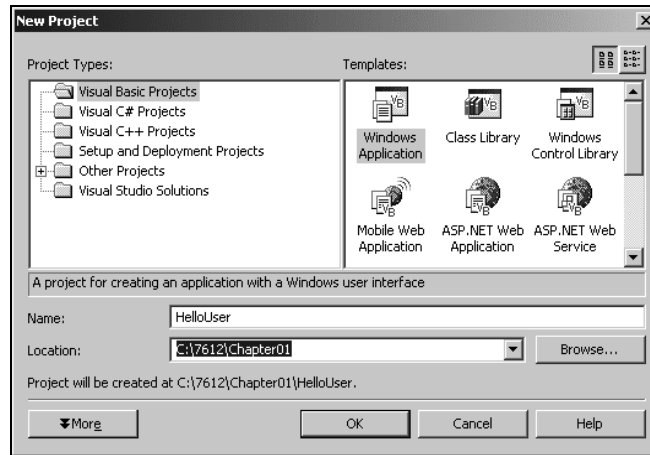 New Project
Project Types:
Templates:
Visual Basic Projects
Visual C# Projects
Visual C++ Projects
Setup and Deployment Projects
Other Projects
Visual Studio Solutions
Windows Application
Class Library
Windows Control Library
Mobile Web Application
ASP.NET Web Application
ASP.NET Web Service
A project for creating an application with a Windows user interface
Name:
HelloUser
Location:
C:\7612\Chapter01
Browse...
Project will be created at C:\7612\Chapter01\HelloUser.
More
OK
Cancel
Help